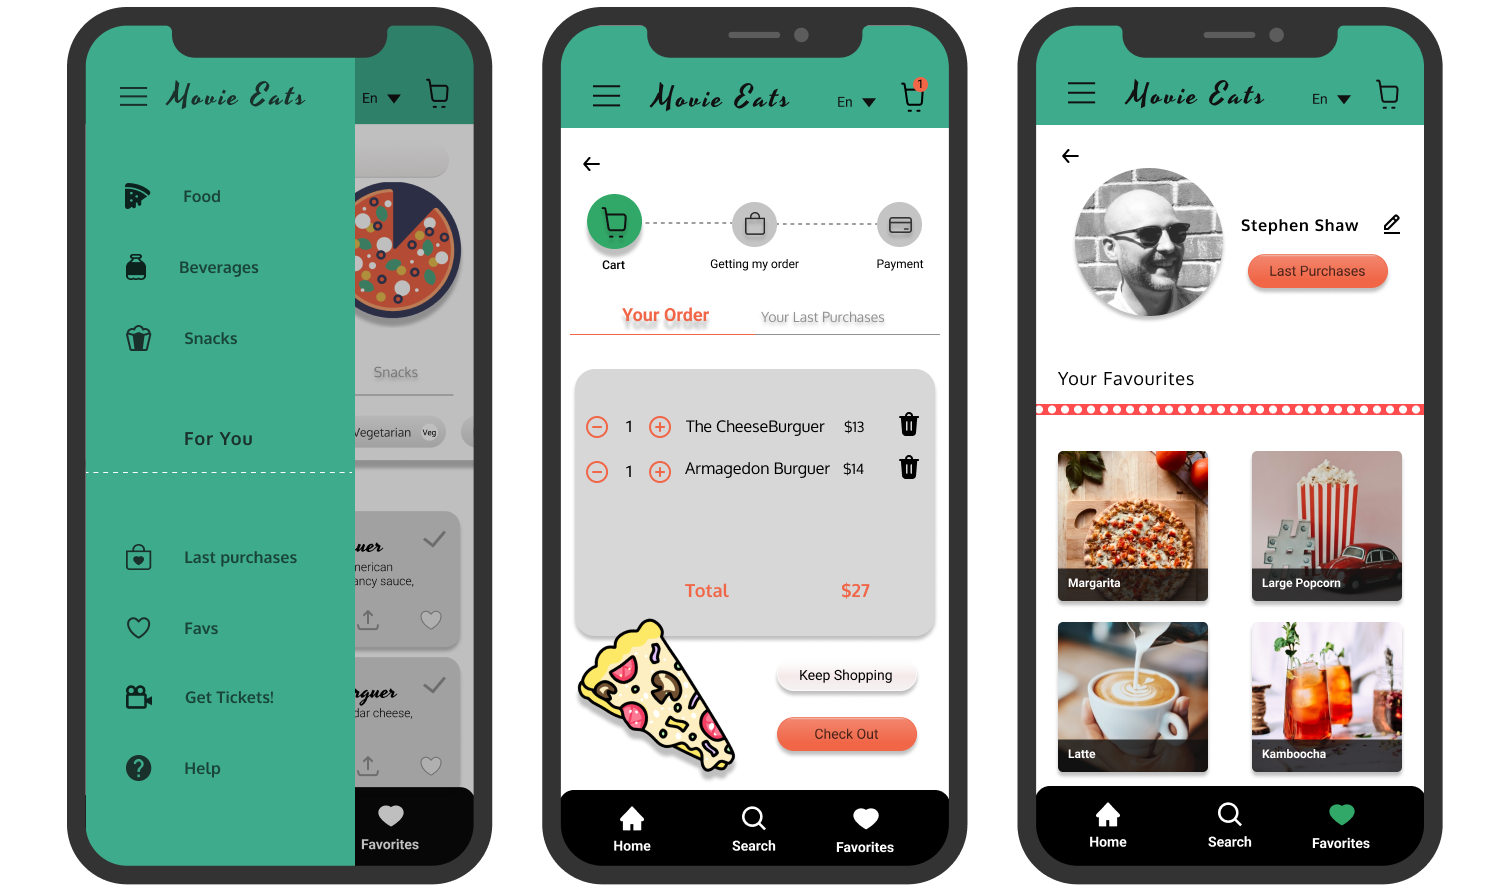 Movie Eats
En
Food
Beverages
Snacks
Snacks
Vegetarian
Veg
For You
Last purchases
Favs
Get Tickets!
Help
uer
merican
ancy sauce,
rguer
dar cheese,
Favorites
Movie Eats
En
1
Cart
Getting my order
Payment
Your Order
Your Last Purchases
1
The CheeseBurguer
$13
1
Armagedon Burguer
$14
Total
$27
Keep Shopping
Check Out
Home
Search
Favorites
Movie Eats
En
Stephen Shaw
Last Purchases
Your Favourites
Margarita
Large Popcorn
Latte
Kamboocha
Home
Search
Favorites